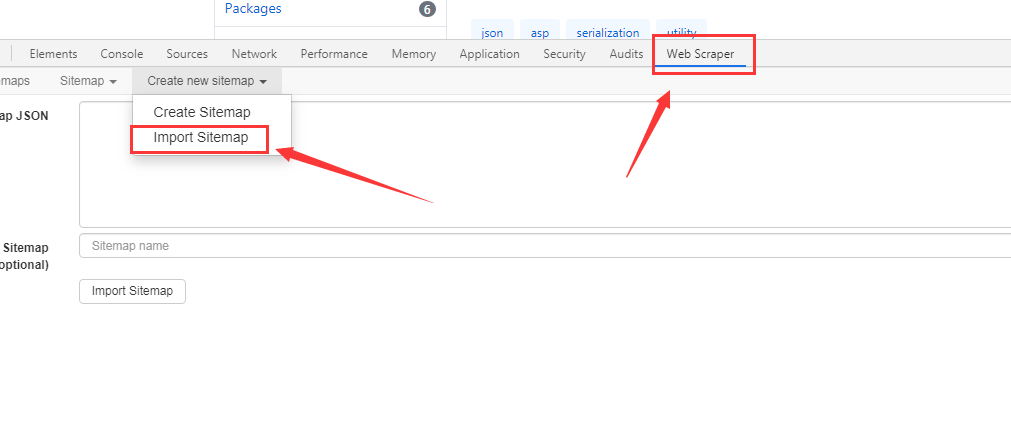 Packages 6
json asp serialization utility
Elements Console Sources Network Performance Memory Application Security Audits Web Scraper
emaps Sitemap Create new sitemap
Create Sitemap
ap JSON
Import Sitemap
Sitemap
Sitemap name
optional)
Import Sitemap